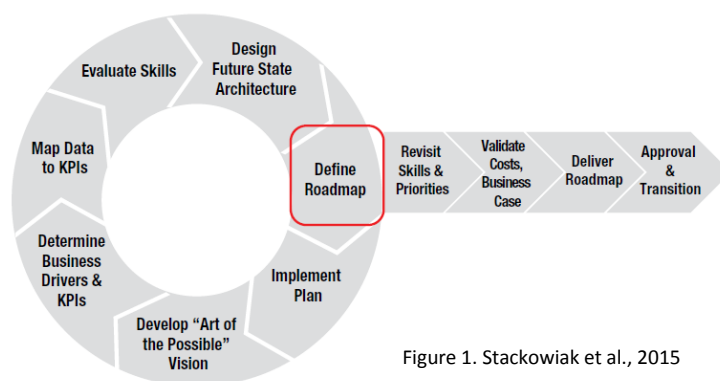 Design
Future State
Architecture
Evaluate Skills
Map Data
to KPIs
Determine
Business
Drivers &
KPIs
Develop “Art of
the Possible”
Vision
Implement
Plan
Define
Roadmap
Revisit
Skills &
Priorities
Validate
Costs,
Business
Case
Deliver
Roadmap
Approval
&
Transition
Figure 1. Stackowiak et al., 2015